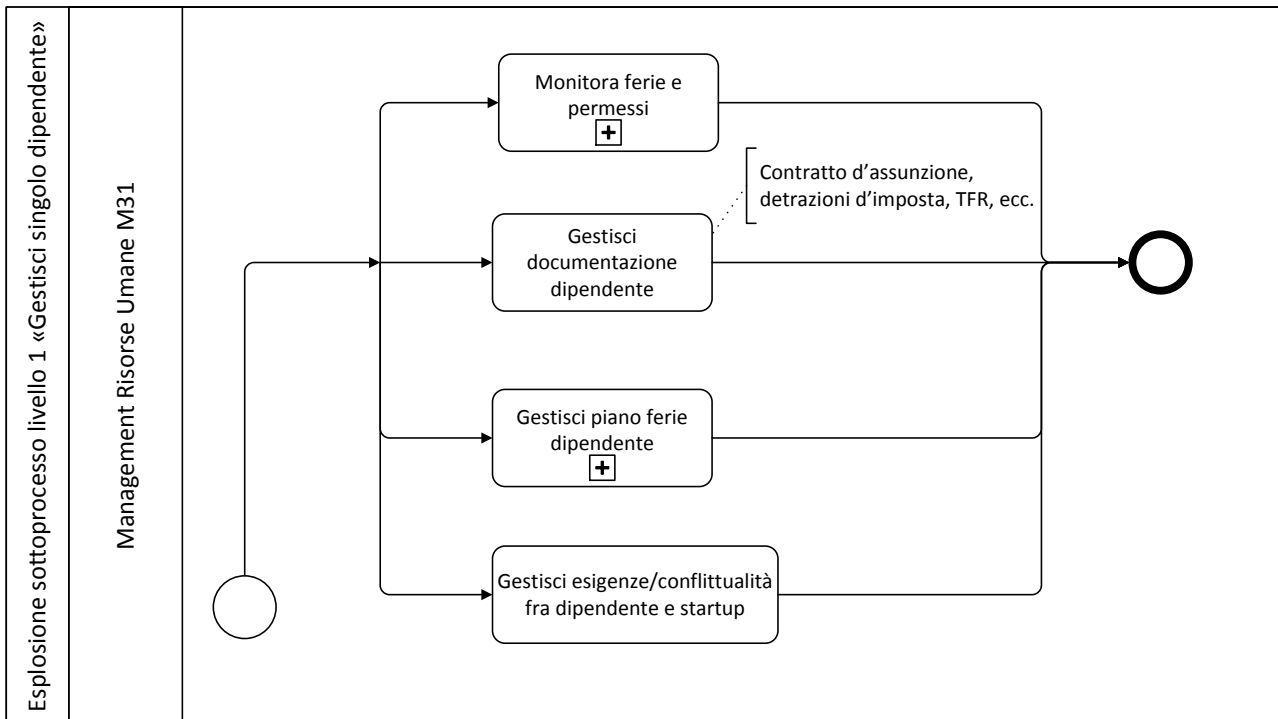 Esplosione sottoprocesso livello 1 «Gestisci singolo dipendente»
Management Risorse Umane M31
Monitora ferie e
permessi
Contratto d’assunzione,
detrazioni d’imposta, TFR, ecc.
Gestisci
documentazione
dipendente
Gestisci piano ferie
dipendente
Gestisci esigenze/conflittualità
fra dipendente e startup